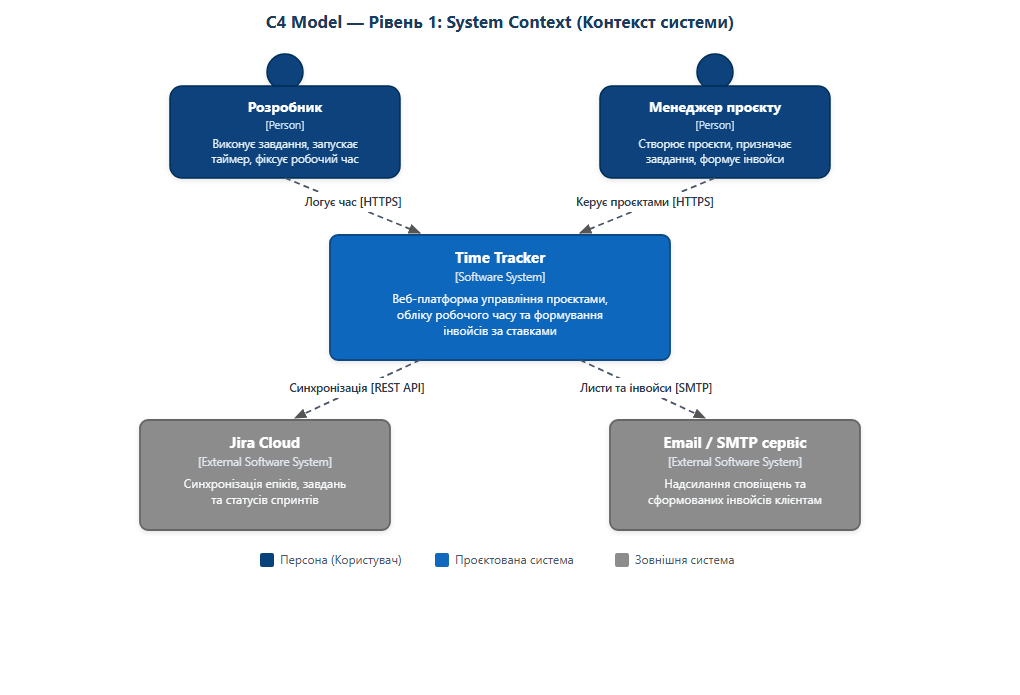 C4 Model — Рівень 1: System Context (Контекст системи)
Розробник
[Person]
Виконує завдання, запускає
таймер, фіксує робочий час
Менеджер проєкту
[Person]
Створює проєкти, призначає
завдання, формує інвойси
Логує час [HTTPS]
Керує проєктами [HTTPS]
Time Tracker
[Software System]
Веб-платформа управління проєктами,
обліку робочого часу та формування
інвойсів за ставками
Синхронізація [REST API]
Листи та інвойси [SMTP]
Jira Cloud
[External Software System]
Синхронізація епіків, завдань
та статусів спринтів
Email / SMTP сервіс
[External Software System]
Надсилання сповіщень та
сформованих інвойсів клієнтам
Персона (Користувач)
Проєктована система
Зовнішня система